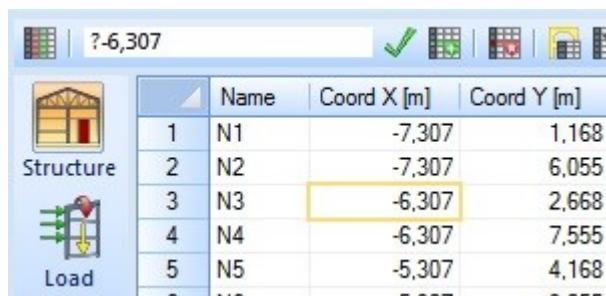 ?-6,307
Name Coord X [m] Coord Y [m]
1 N1 -7,307 1,168
Structure 2 N2 -7,307 6,055
3 N3 -6,307 2,668
4 N4 -6,307 7,555
Load 5 N5 -5,307 4,168